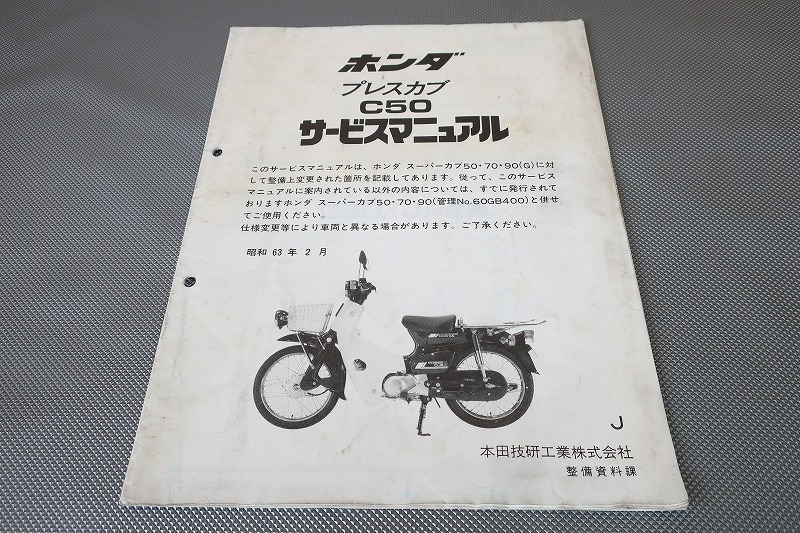 ホンダ
プレスカブ
C50
サービスマニュアル
このサービスマニュアルは、ホンダ スーパーカブ50・70・90(G)に対
して整備上変更された箇所を記載してあります。従って、このサービス
マニュアルに案内されている以外の内容については、すでに発行されて
おりますホンダ スーパーカブ50・70・90(管理No.60GB400)と併せ
てご使用ください。
仕様変更等により車両と異なる場合があります。ご了承ください。
昭和 63 年 2 月
J
本田技研工業株式会社
整備資料課